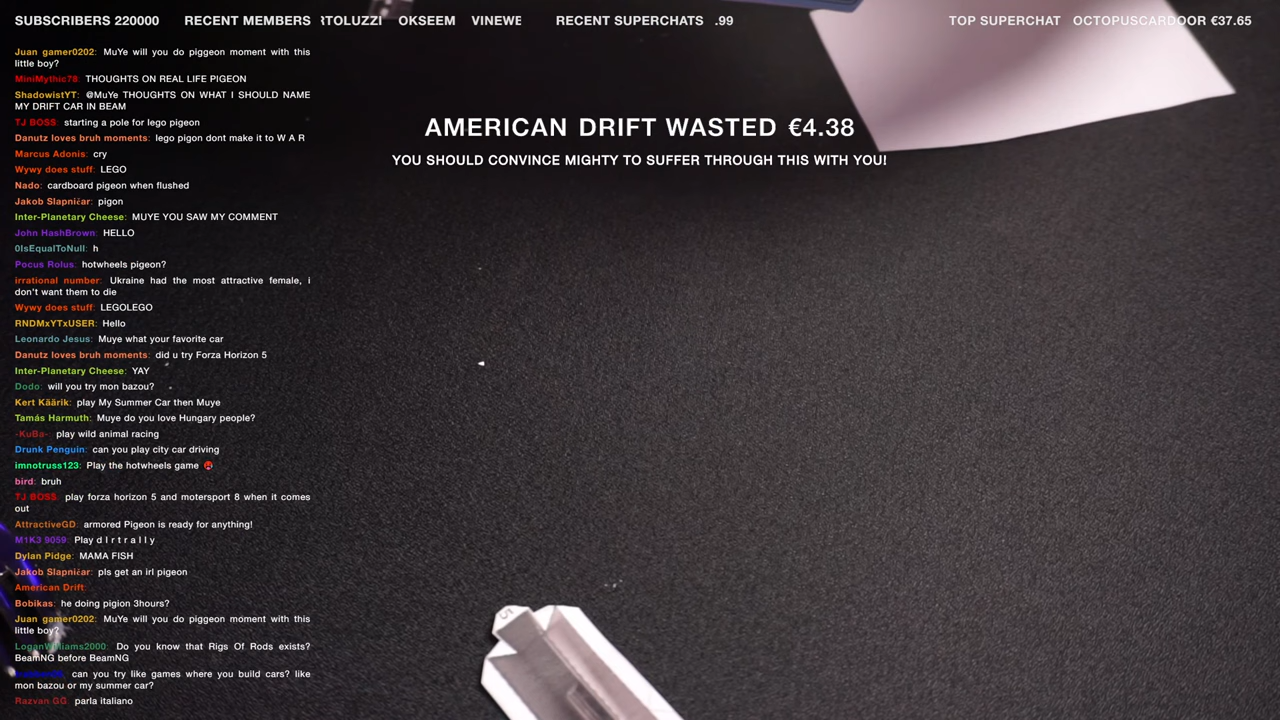 SUBSCRIBERS 220000 RECENT MEMBERS RTOLUZZI OKSEEM VINEWE RECENT SUPERCHATS .99 TOP SUPERCHAT OCTOPUSCARDOOR €37.65
AMERICAN DRIFT WASTED €4.38
YOU SHOULD CONVINCE MIGHTY TO SUFFER THROUGH THIS WITH YOU!
Juan gamer0202: MuYe will you do piggeon moment with this
little boy?
MiniMythic78: THOUGHTS ON REAL LIFE PIGEON
ShadowistYT: @MuYe THOUGHTS ON WHAT I SHOULD NAME
MY DRIFT CAR IN BEAM
TJ BOSS: starting a pole for lego pigeon
Danutz loves bruh moments: lego pigon dont make it to W A R
Marcus Adonis: cry
Wywy does stuff: LEGO
Nado: cardboard pigeon when flushed
Jakob Slapničar: pigon
Inter-Planetary Cheese: MUYE YOU SAW MY COMMENT
John HashBrown: HELLO
0IsEqualToNull: h
Pocus Rolus: hotwheels pigeon?
irrational number: Ukraine had the most attractive female, i
don't want them to die
Wywy does stuff: LEGOLEGO
RNDMxYTxUSER: Hello
Leonardo Jesus: Muye what your favorite car
Danutz loves bruh moments: did u try Forza Horizon 5
Inter-Planetary Cheese: YAY
Dodo: will you try mon bazou?
Kert Käärik: play My Summer Car then Muye
Tamás Harmuth: Muye do you love Hungary people?
-KuBa-: play wild animal racing
Drunk Penguin: can you play city car driving
imnotruss123: Play the hotwheels game
bird: bruh
TJ BOSS: play forza horizon 5 and motersport 8 when it comes
out
AttractiveGD: armored Pigeon is ready for anything!
M1K3 9059: Play d I r t r a l l y
Dylan Pidge: MAMA FISH
Jakob Slapničar: pls get an irl pigeon
American Drift:
Bobikas: he doing pigion 3hours?
Juan gamer0202: MuYe will you do piggeon moment with this
little boy?
LoganWilliams2000: Do you know that Rigs Of Rods exists?
BeamNG before BeamNG
can you try like games where you build cars? like
mon bazou or my summer car?
Razvan GG: parla italiano